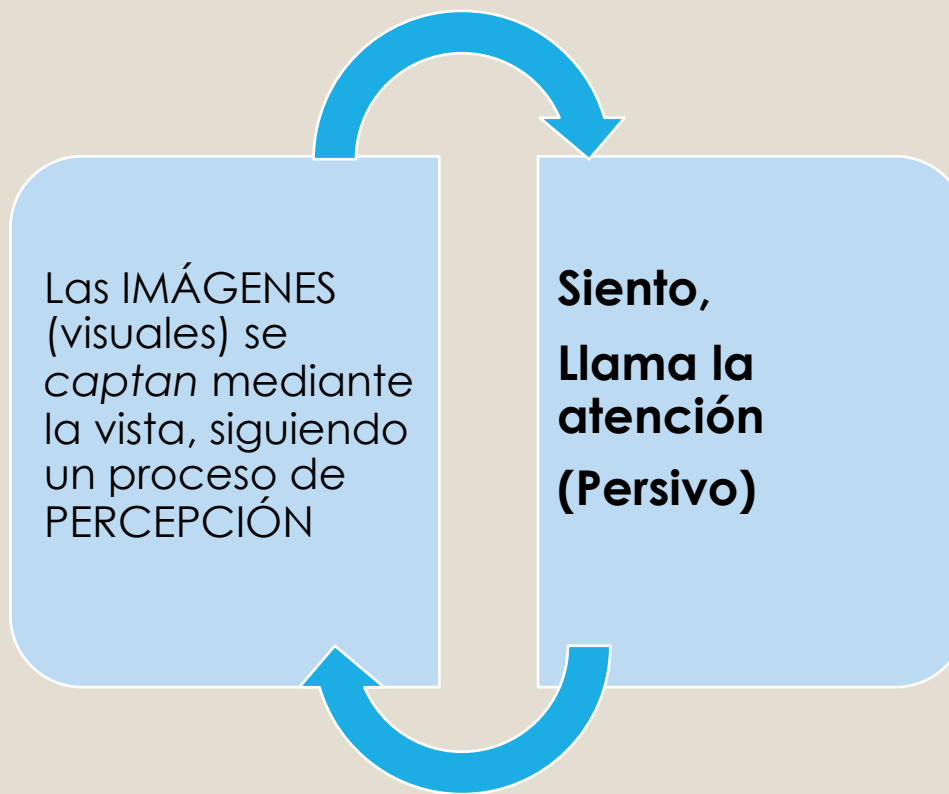 Las IMÁGENES
(visuales) se
captan mediante
la vista, siguiendo
un proceso de
PERCEPCIÓN
Siento,
Llama la
atención
(Persivo)